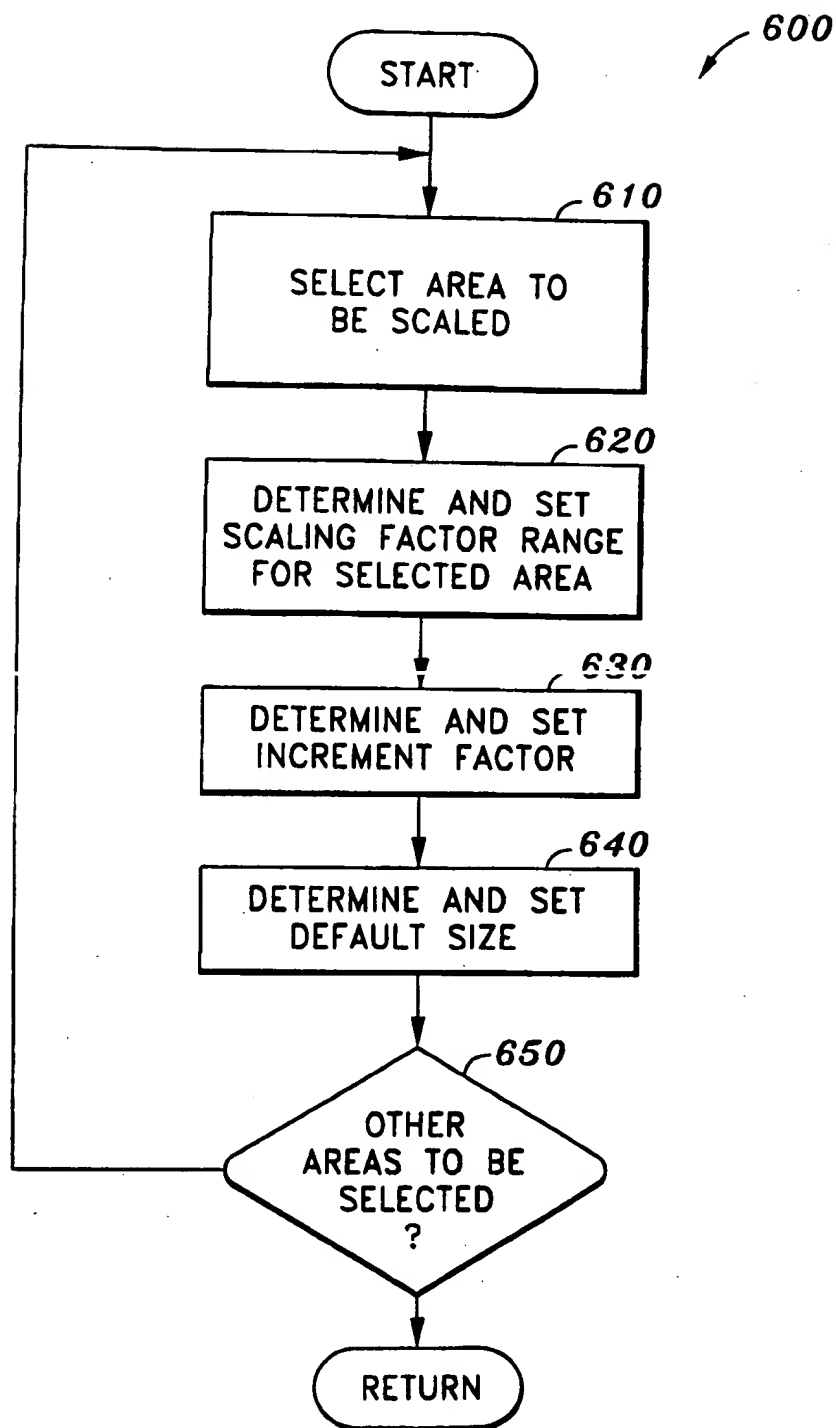 600
START
610
SELECT AREA TO
BE SCALED
620
DETERMINE AND SET
SCALING FACTOR RANGE
FOR SELECTED AREA
630
DETERMINE AND SET
INCREMENT FACTOR
640
DETERMINE AND SET
DEFAULT SIZE
650
OTHER
AREAS TO BE
SELECTED
?
RETURN